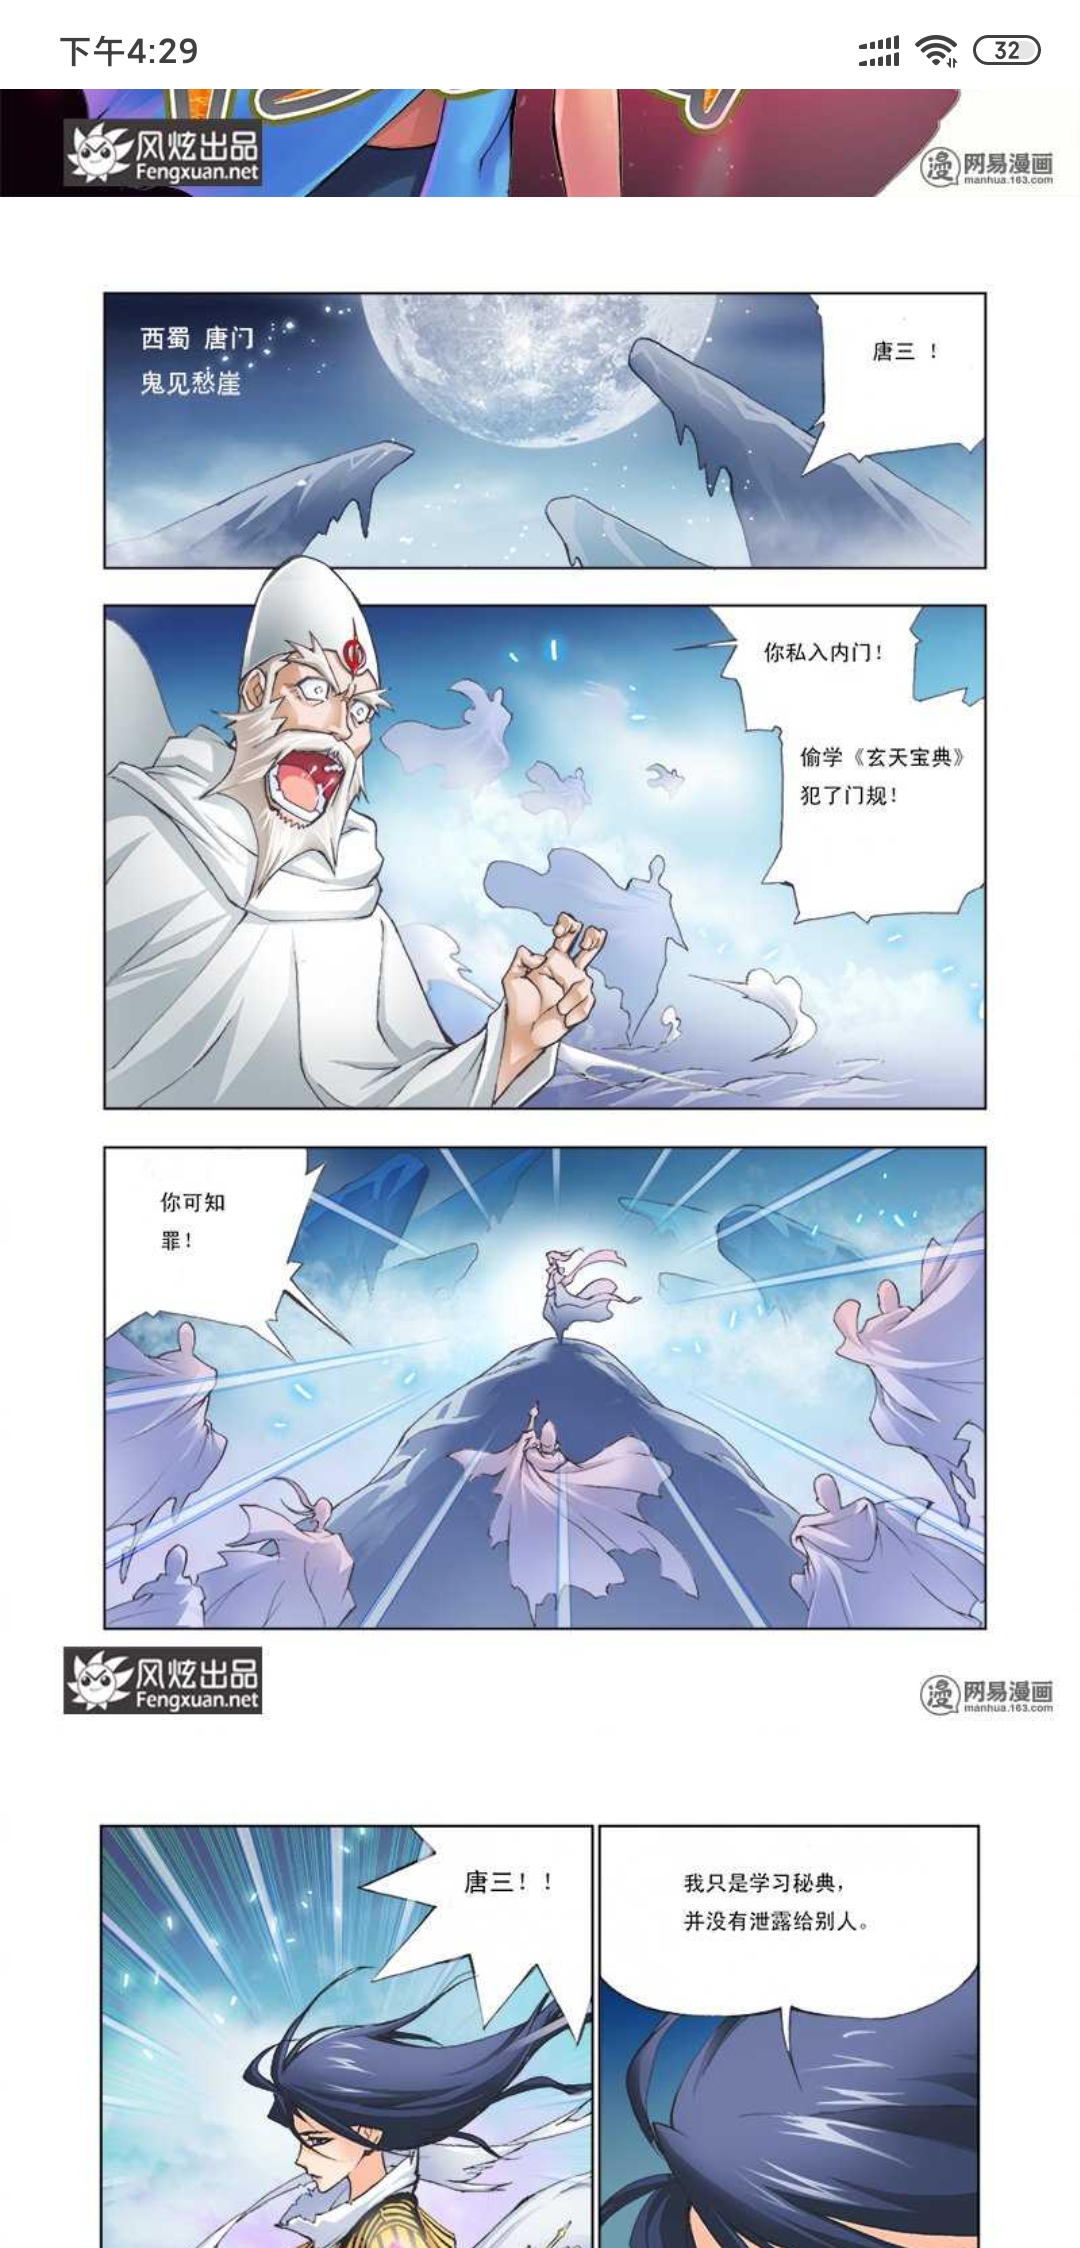 下午4:29
32
风炫出品
Fengxuan.net
漫 网易漫画
manhua.163.com
西蜀 唐门
鬼见愁崖
唐三 ！
你私入内门！
偷学《玄天宝典》
犯了门规！
你可知
罪！
风炫出品
Fengxuan.net
漫 网易漫画
manhua.163.com
唐三！！
我只是学习秘典，
并没有泄露给别人。